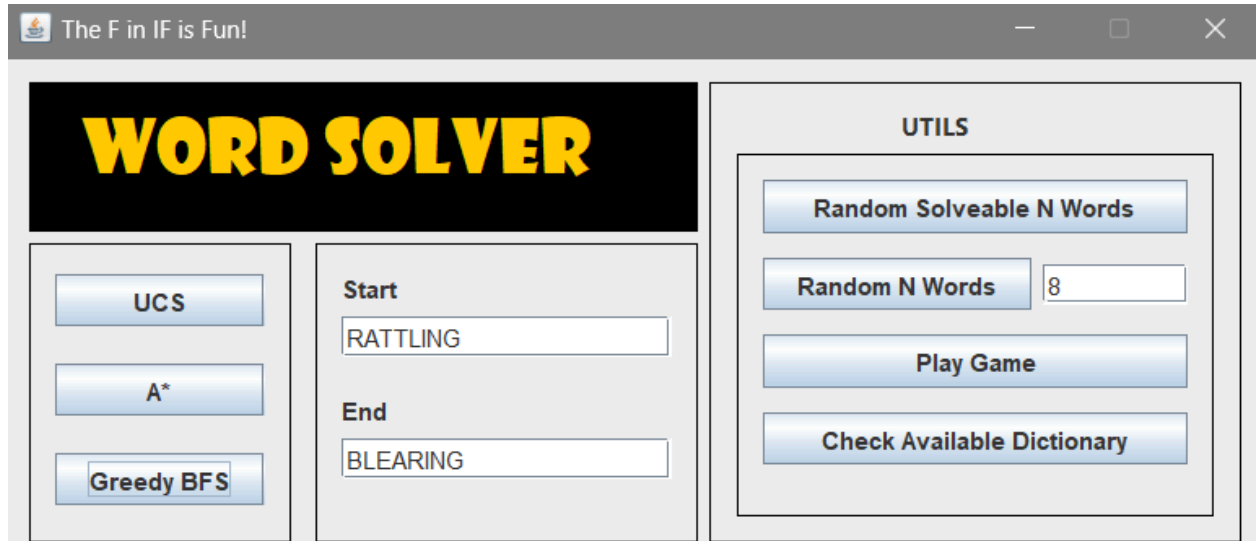 The F in IF is Fun!
WORD SOLVER
UCS
A*
Greedy BFS
Start
RATTLING
End
BLEARING
UTILS
Random Solveable N Words
Random N Words 8
Play Game
Check Available Dictionary